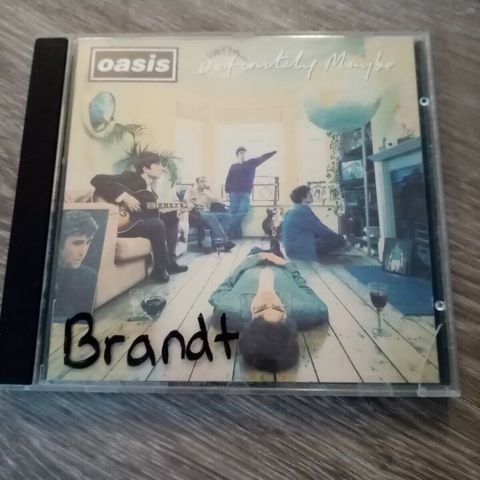 oasis
Definitely Maybe
Brandt